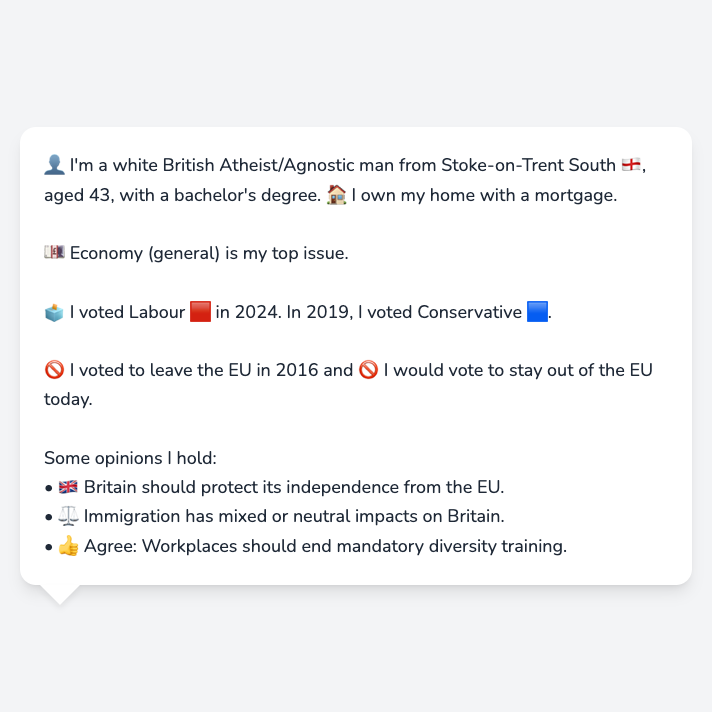 👤 I'm a white British Atheist/Agnostic man from Stoke-on-Trent South 🏴󠁧󠁢󠁥󠁮󠁧󠁿,
aged 43, with a bachelor's degree. 🏠 I own my home with a mortgage.
💷 Economy (general) is my top issue.
🗳️ I voted Labour 🟥 in 2024. In 2019, I voted Conservative 🟦.
🚫 I voted to leave the EU in 2016 and 🚫 I would vote to stay out of the EU
today.
Some opinions I hold:
• 🇬🇧 Britain should protect its independence from the EU.
• ⚖️ Immigration has mixed or neutral impacts on Britain.
• 👍 Agree: Workplaces should end mandatory diversity training.